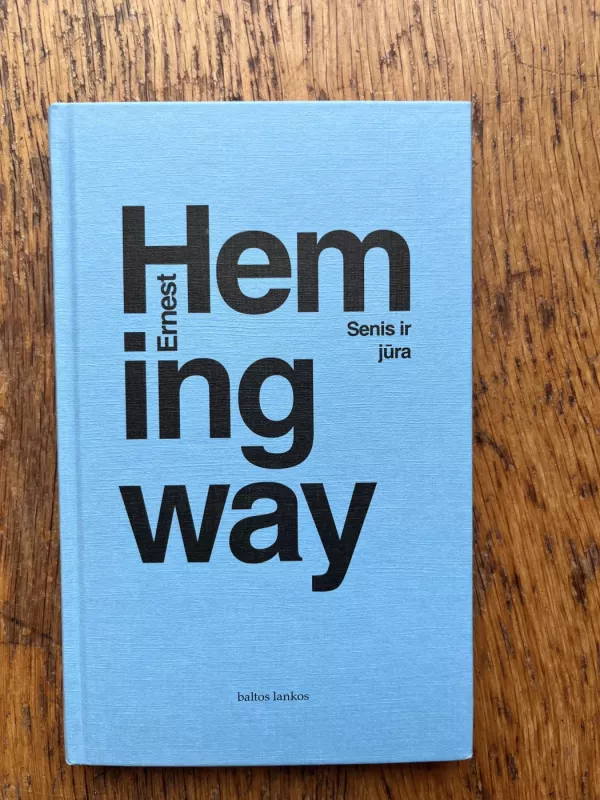 Ernest
Hem
ing
way
Senis ir
jūra
baltos lankos